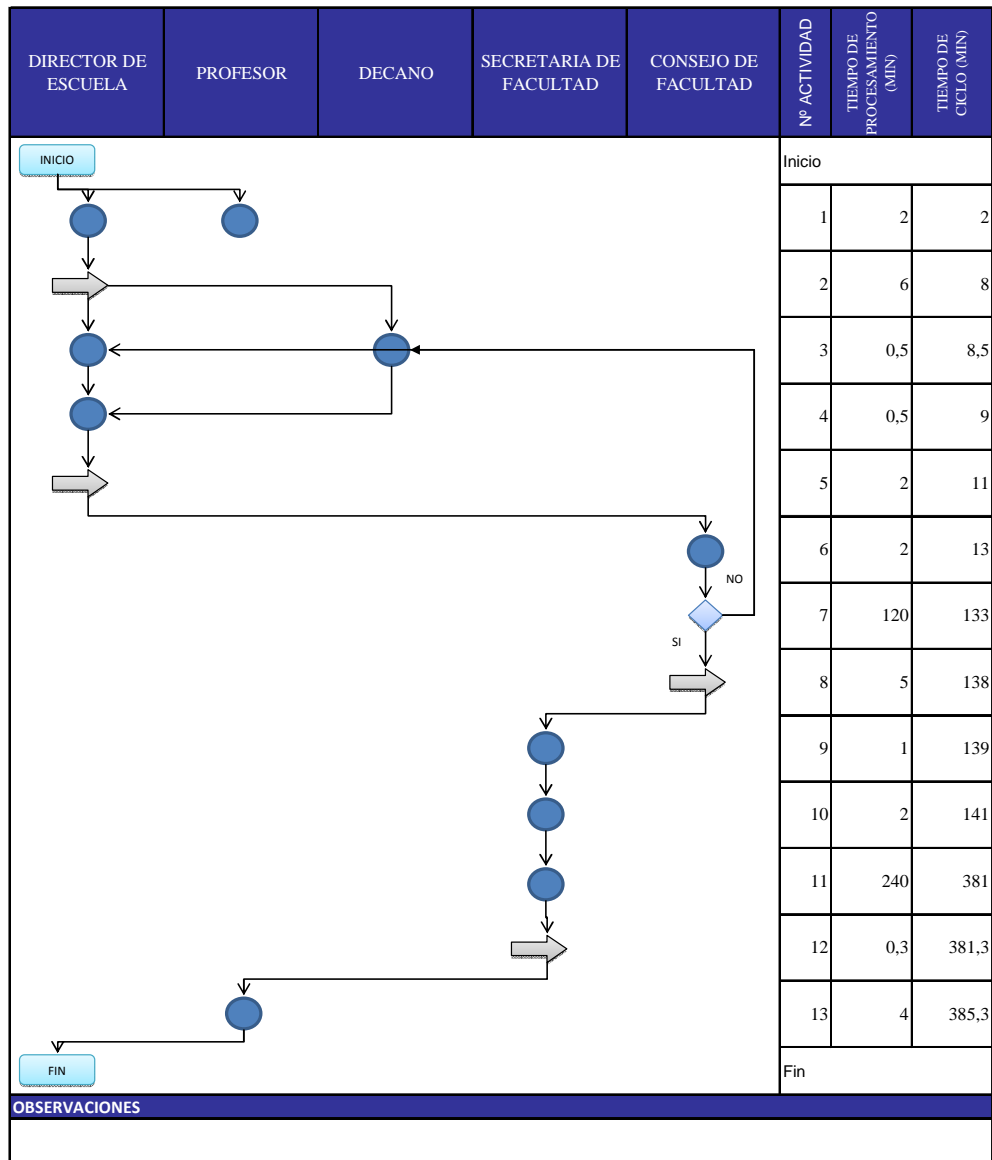 DIRECTOR DE
ESCUELA
PROFESOR
DECANO
SECRETARIA DE
FACULTAD
CONSEJO DE
FACULTAD
Nº ACTIVIDAD
TIEMPO DE
PROCESAMIENTO
(MIN)
TIEMPO DE
CICLO (MIN)
INICIO
Inicio
1 2 2
2 6 8
3 0,5 8,5
4 0,5 9
5 2 11
6 2 13
NO
7 120 133
SI
8 5 138
9 1 139
10 2 141
11 240 381
12 0,3 381,3
13 4 385,3
FIN
Fin
OBSERVACIONES